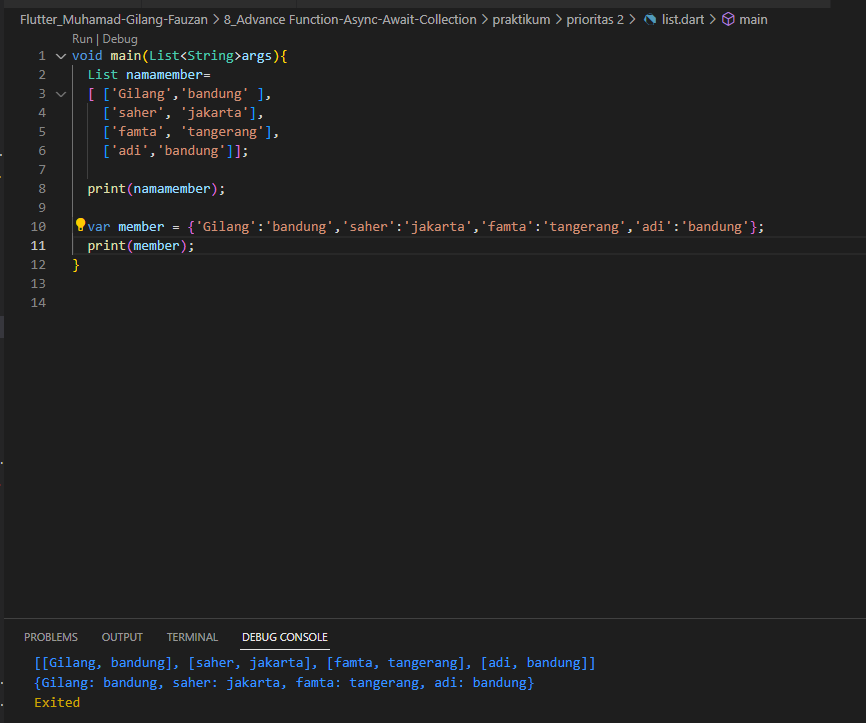 Flutter_Muhamad-Gilang-Fauzan > 8_Advance Function-Async-Await-Collection > praktikum > prioritas 2 > list.dart > main
Run | Debug
1 void main(List<String>args){
2 List namamember=
3 [ ['Gilang','bandung' ],
4 ['saher', 'jakarta'],
5 ['famta', 'tangerang'],
6 ['adi','bandung']];
7
8 print(namamember);
9
10 var member = {'Gilang':'bandung','saher':'jakarta','famta':'tangerang','adi':'bandung'};
11 print(member);
12 }
13
14
PROBLEMS OUTPUT TERMINAL DEBUG CONSOLE
[[Gilang, bandung], [saher, jakarta], [famta, tangerang], [adi, bandung]]
{Gilang: bandung, saher: jakarta, famta: tangerang, adi: bandung}
Exited